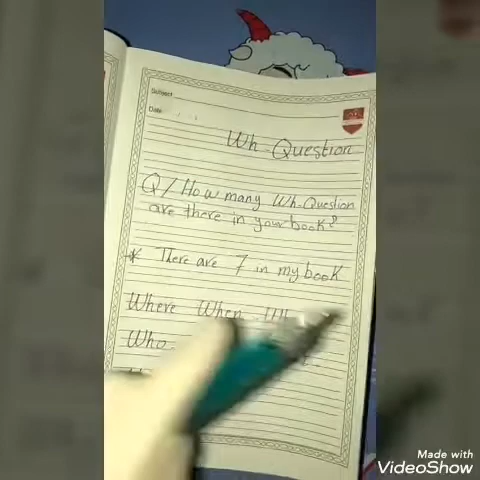 Subject
Date
Wh-Question
Q/ How many Wh-Question
are there in your book?
* There are 7 in my book
Where When
Who
Made with
VideoShow